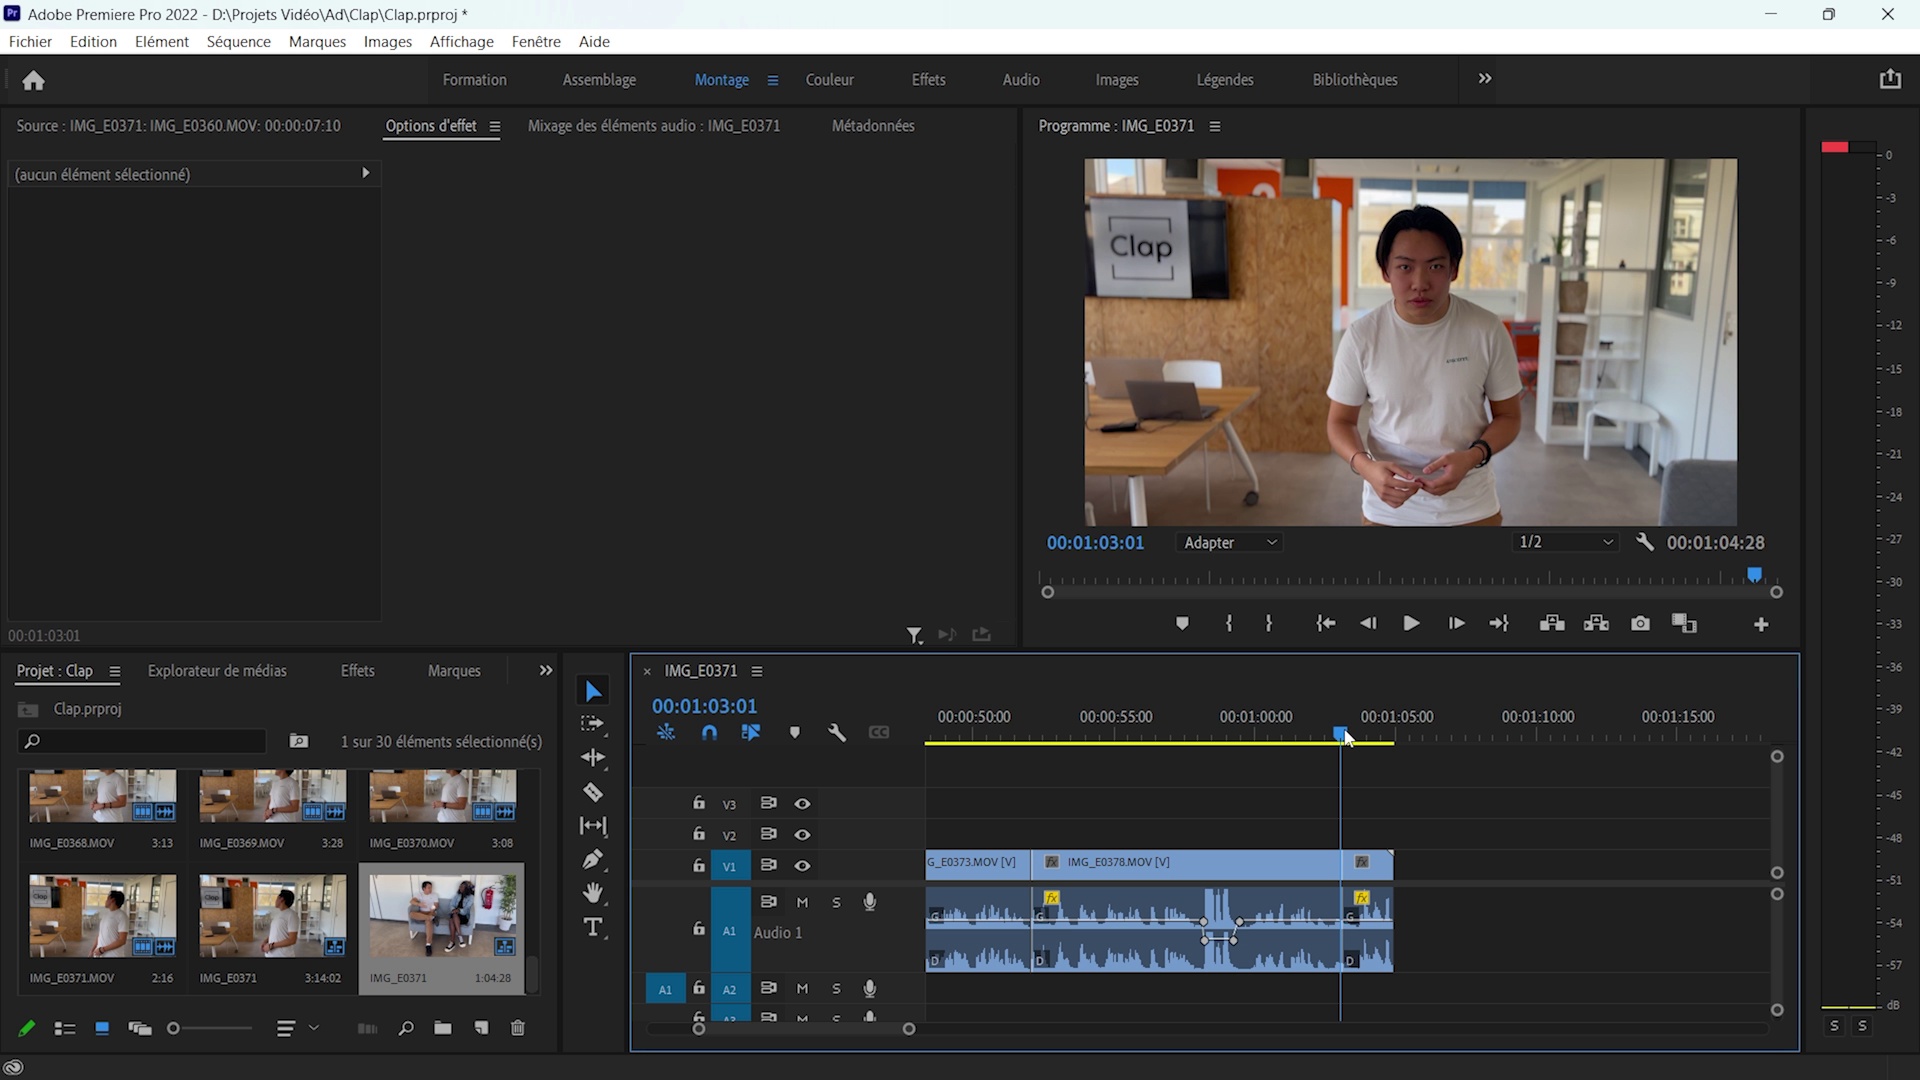 Adobe Premiere Pro 2022 - D:\Projets Vidéo\Ad\Clap\Clap.prproj *
Fichier Edition Elément Séquence Marques Images Affichage Fenêtre Aide
Formation Assemblage Montage Couleur Effets Audio Images Légendes Bibliothèques
Source : IMG_E0371: IMG_E0360.MOV: 00:00:07:10 Options d'effet Mixage des éléments audio : IMG_E0371 Métadonnées
Programme : IMG_E0371
(aucun élément sélectionné)
Clap
00:01:03:01 Adapter 1/2 00:01:04:28
00:01:03:01
0
-3
-6
-9
-12
-15
-18
-21
-24
-27
-30
-33
-36
-39
-42
-45
-48
-51
-54
-57
dB
S S
Projet : Clap Explorateur de médias Effets Marques
Clap.prproj
1 sur 30 éléments sélectionné(s)
IMG_E0368.MOV 3:13 IMG_E0369.MOV 3:28 IMG_E0370.MOV 3:08
IMG_E0371.MOV 2:16 IMG_E0371 3:14:02 IMG_E0371 1:04:28
IMG_E0371
00:01:03:01
00:00:50:00 00:00:55:00 00:01:00:00 00:01:05:00 00:01:10:00 00:01:15:00
V3
V2
V1 G_E0373.MOV [V] fx IMG_E0378.MOV [V] fx
M S
fx fx
G G G
A1 Audio 1
D D D
A1 A2 M S